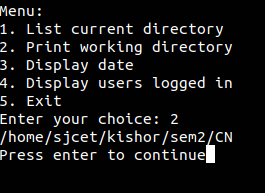 Menu:
1. List current directory
2. Print working directory
3. Display date
4. Display users logged in
5. Exit
Enter your choice: 2
/home/sjcet/kishor/sem2/CN
Press enter to continue